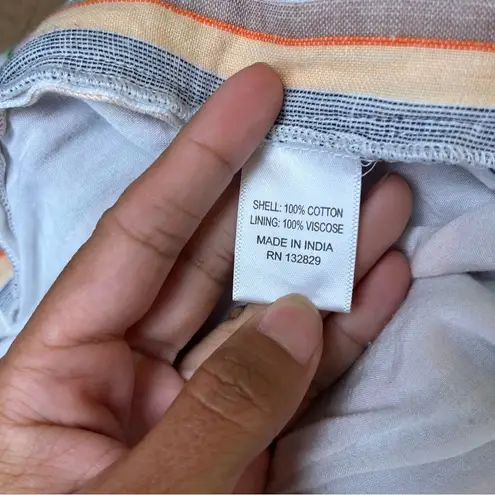 SHELL: 100% COTTON
LINING: 100% VISCOSE
MADE IN INDIA
RN 132829